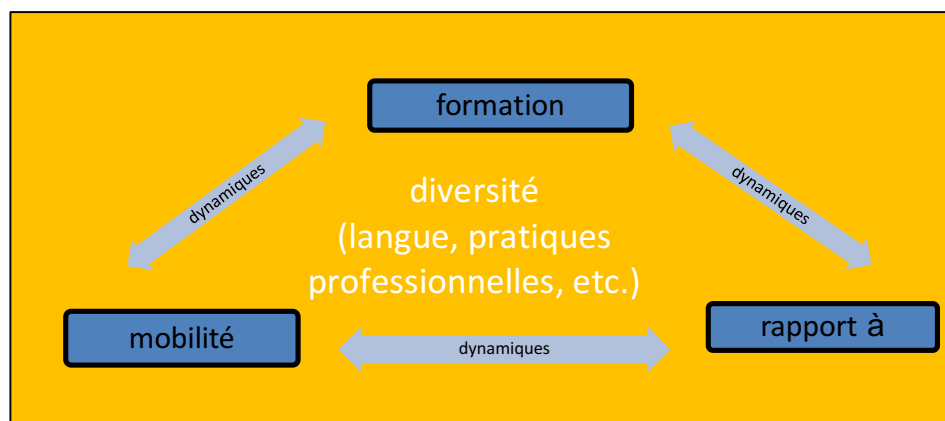 formation
dynamiques
dynamiques
diversité
(langue, pratiques
professionnelles, etc.)
mobilité
dynamiques
rapport à